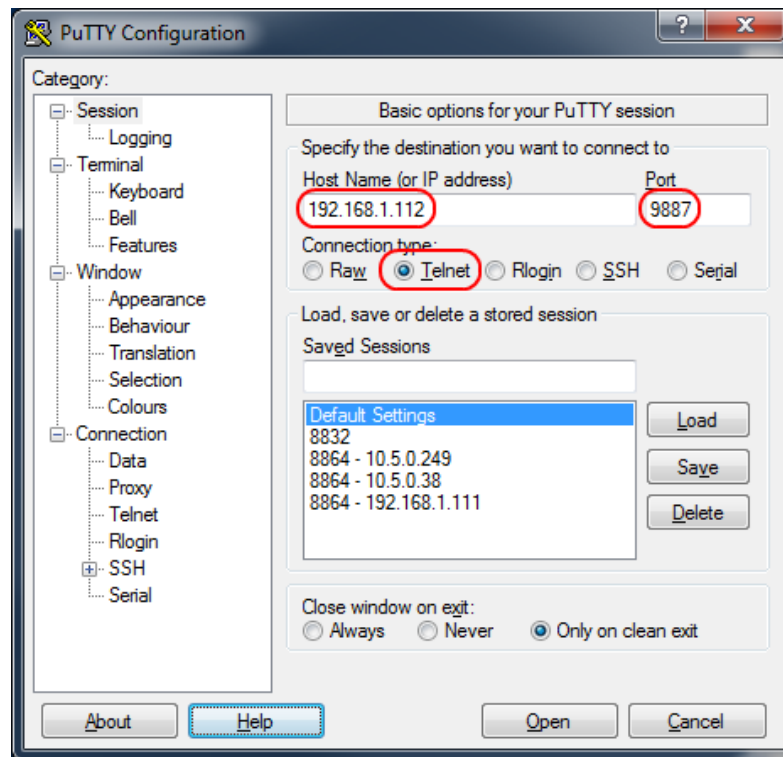 PuTTY Configuration
?
X
Category:
Session
Logging
Terminal
Keyboard
Bell
Features
Window
Appearance
Behaviour
Translation
Selection
Colours
Connection
Data
Proxy
Telnet
Rlogin
SSH
Serial
Basic options for your PuTTY session
Specify the destination you want to connect to
Host Name (or IP address) Port
192.168.1.112 9887
Connection type:
Raw Telnet Rlogin SSH Serial
Load, save or delete a stored session
Saved Sessions
Default Settings
8832
8864 - 10.5.0.249
8864 - 10.5.0.38
8864 - 192.168.1.111
Load
Save
Delete
Close window on exit:
Always Never Only on clean exit
About Help Open Cancel